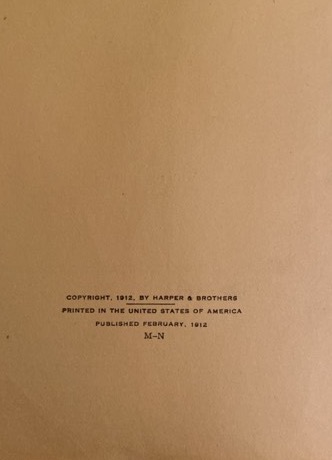 COPYRIGHT, 1912, BY HARPER & BROTHERS
PRINTED IN THE UNITED STATES OF AMERICA
PUBLISHED FEBRUARY, 1912
M–N